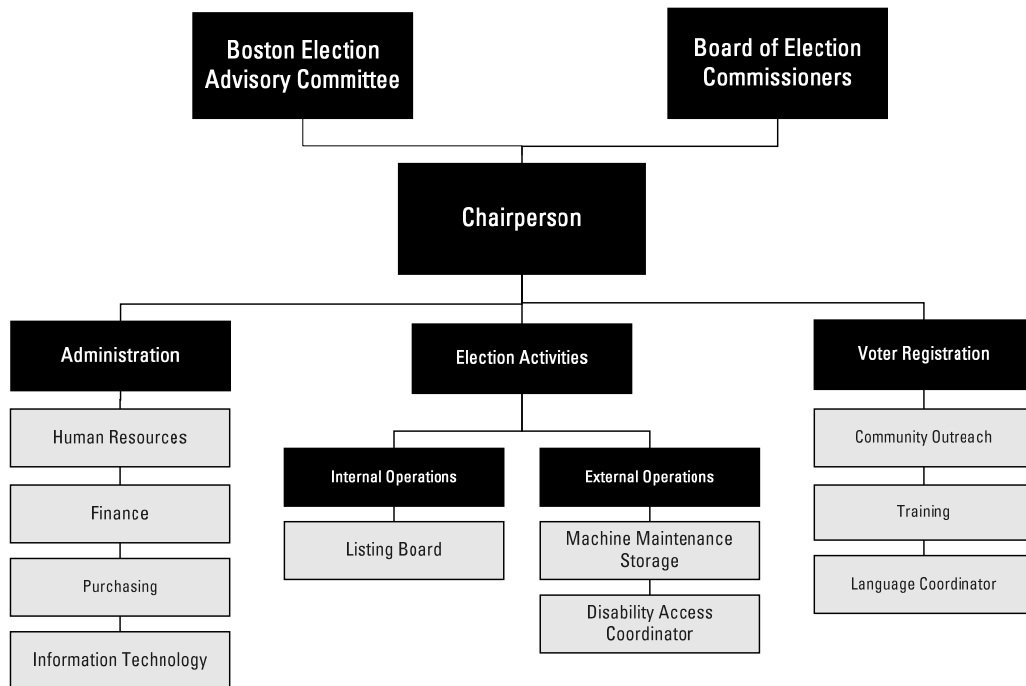 Boston Election
Advisory Committee
Board of Election
Commissioners
Chairperson
Administration
Election Activities
Voter Registration
Human Resources
Finance
Purchasing
Information Technology
Internal Operations
Listing Board
External Operations
Machine Maintenance
Storage
Disability Access
Coordinator
Community Outreach
Training
Language Coordinator